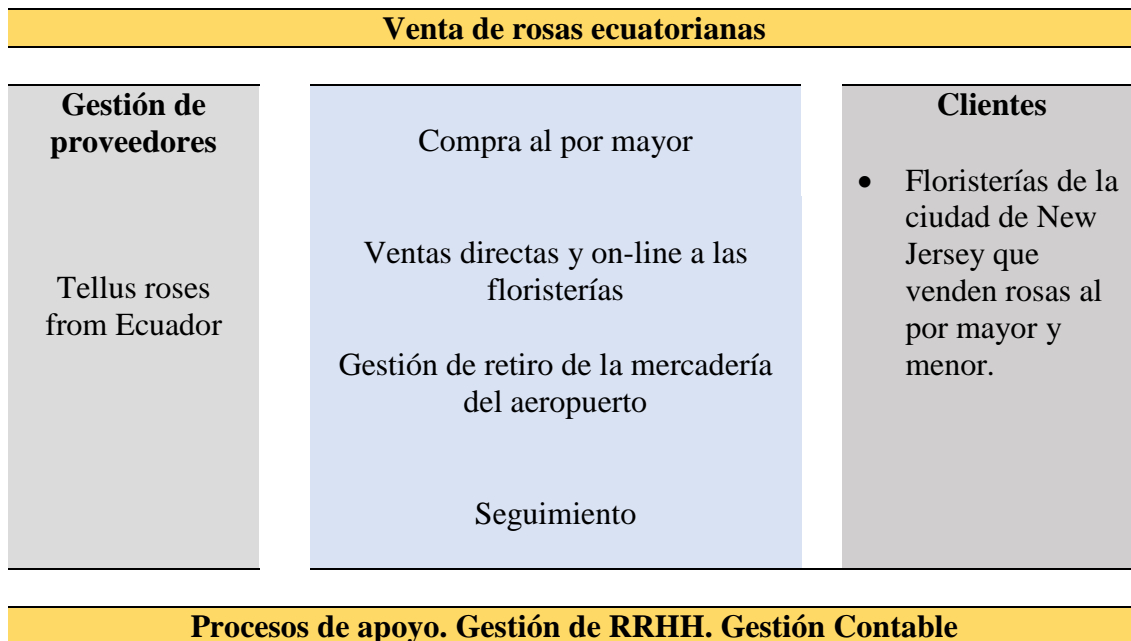 Venta de rosas ecuatorianas
Gestión de
proveedores
Tellus roses
from Ecuador
Compra al por mayor
Ventas directas y on-line a las
floristerías
Gestión de retiro de la mercadería
del aeropuerto
Seguimiento
Clientes
• Floristerías de la
ciudad de New
Jersey que
venden rosas al
por mayor y
menor.
Procesos de apoyo. Gestión de RRHH. Gestión Contable